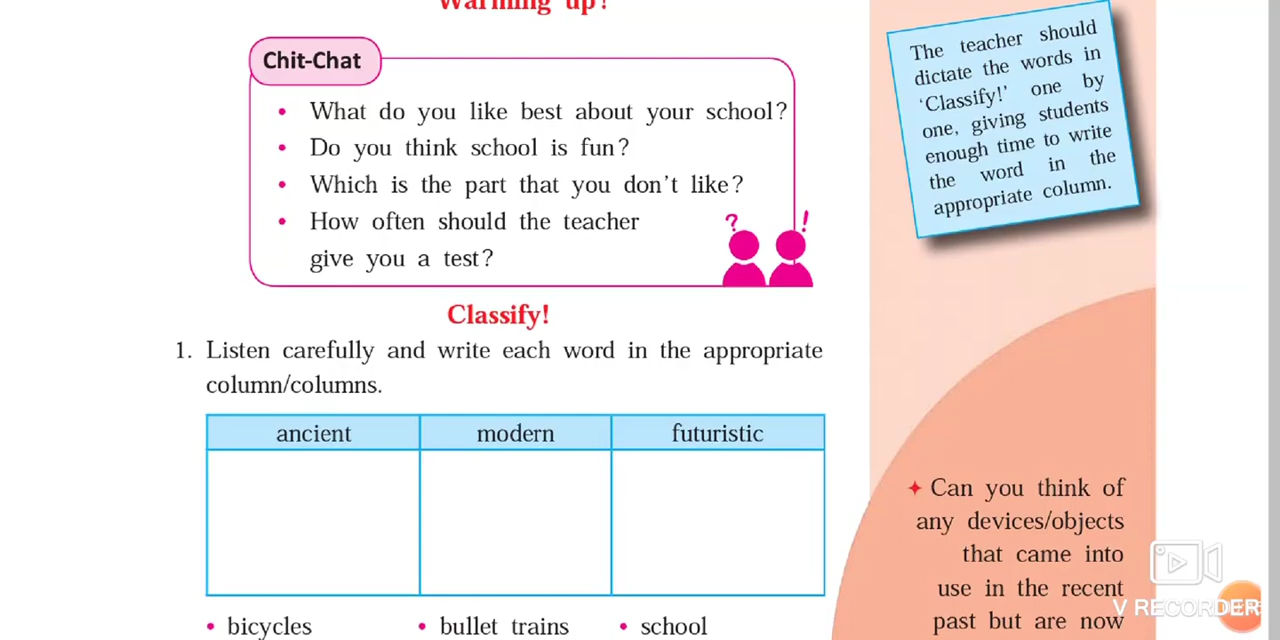 Warming up!
Chit-Chat
• What do you like best about your school?
• Do you think school is fun?
• Which is the part that you don't like?
• How often should the teacher
give you a test?
Classify!
1. Listen carefully and write each word in the appropriate
column/columns.
ancient modern futuristic
• bicycles • bullet trains • school
The teacher should
dictate the words in
‘Classify!’ one by
one, giving students
enough time to write
the word in the
appropriate column.
✦ Can you think of
any devices/objects
that came into
use in the recent
past but are now
V RECORDER